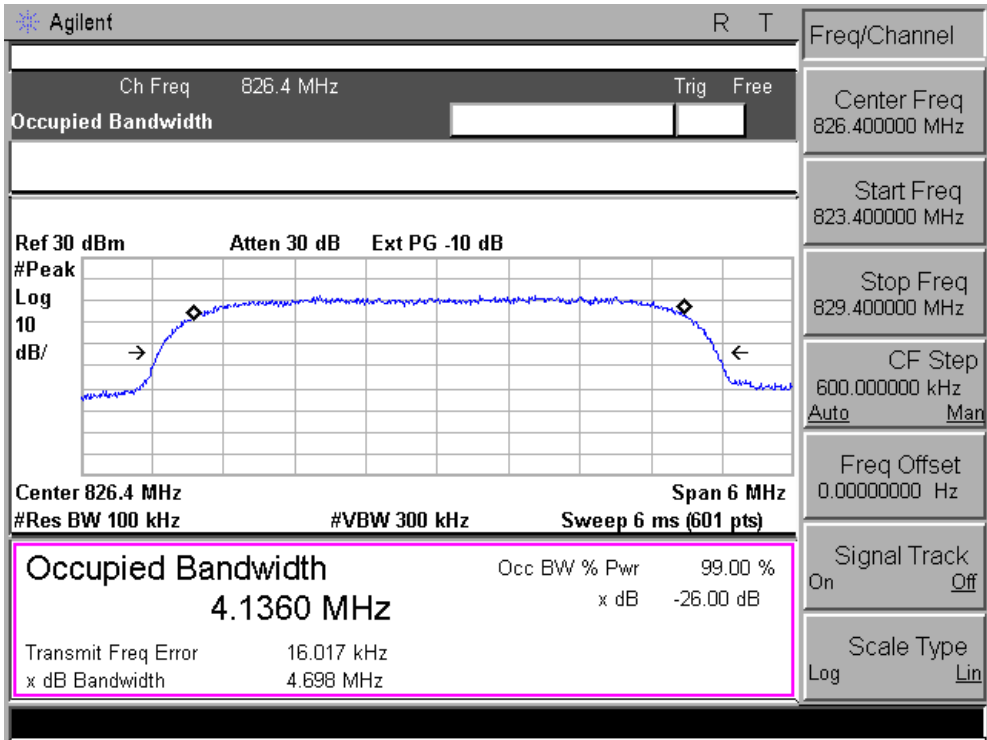 Agilent R T
Ch Freq 826.4 MHz Trig Free
Occupied Bandwidth
Ref 30 dBm Atten 30 dB Ext PG -10 dB
#Peak
Log
10
dB/
Center 826.4 MHz Span 6 MHz
#Res BW 100 kHz #VBW 300 kHz Sweep 6 ms (601 pts)
Occupied Bandwidth Occ BW % Pwr 99.00 %
4.1360 MHz x dB -26.00 dB
Transmit Freq Error 16.017 kHz
x dB Bandwidth 4.698 MHz
Freq/Channel
Center Freq
826.400000 MHz
Start Freq
823.400000 MHz
Stop Freq
829.400000 MHz
CF Step
600.000000 kHz
Auto Man
Freq Offset
0.00000000 Hz
Signal Track
On Off
Scale Type
Log Lin